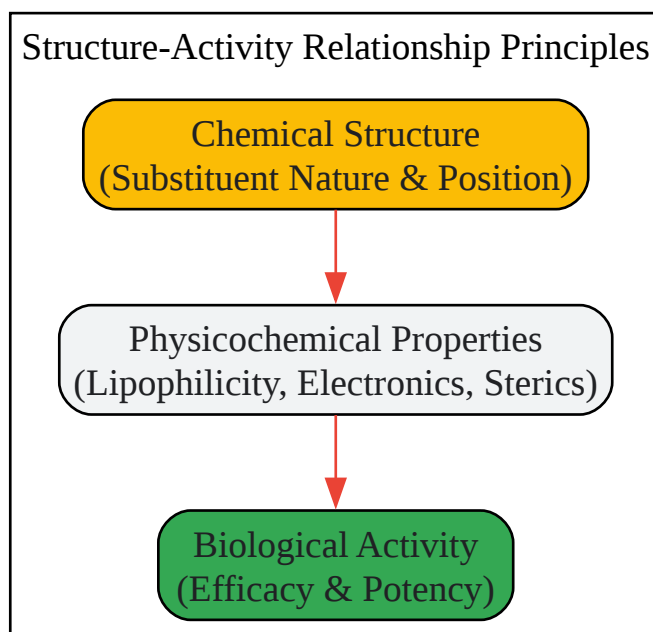 Structure-Activity Relationship Principles
Chemical Structure
(Substituent Nature & Position)
Physicochemical Properties
(Lipophilicity, Electronics, Sterics)
Biological Activity
(Efficacy & Potency)